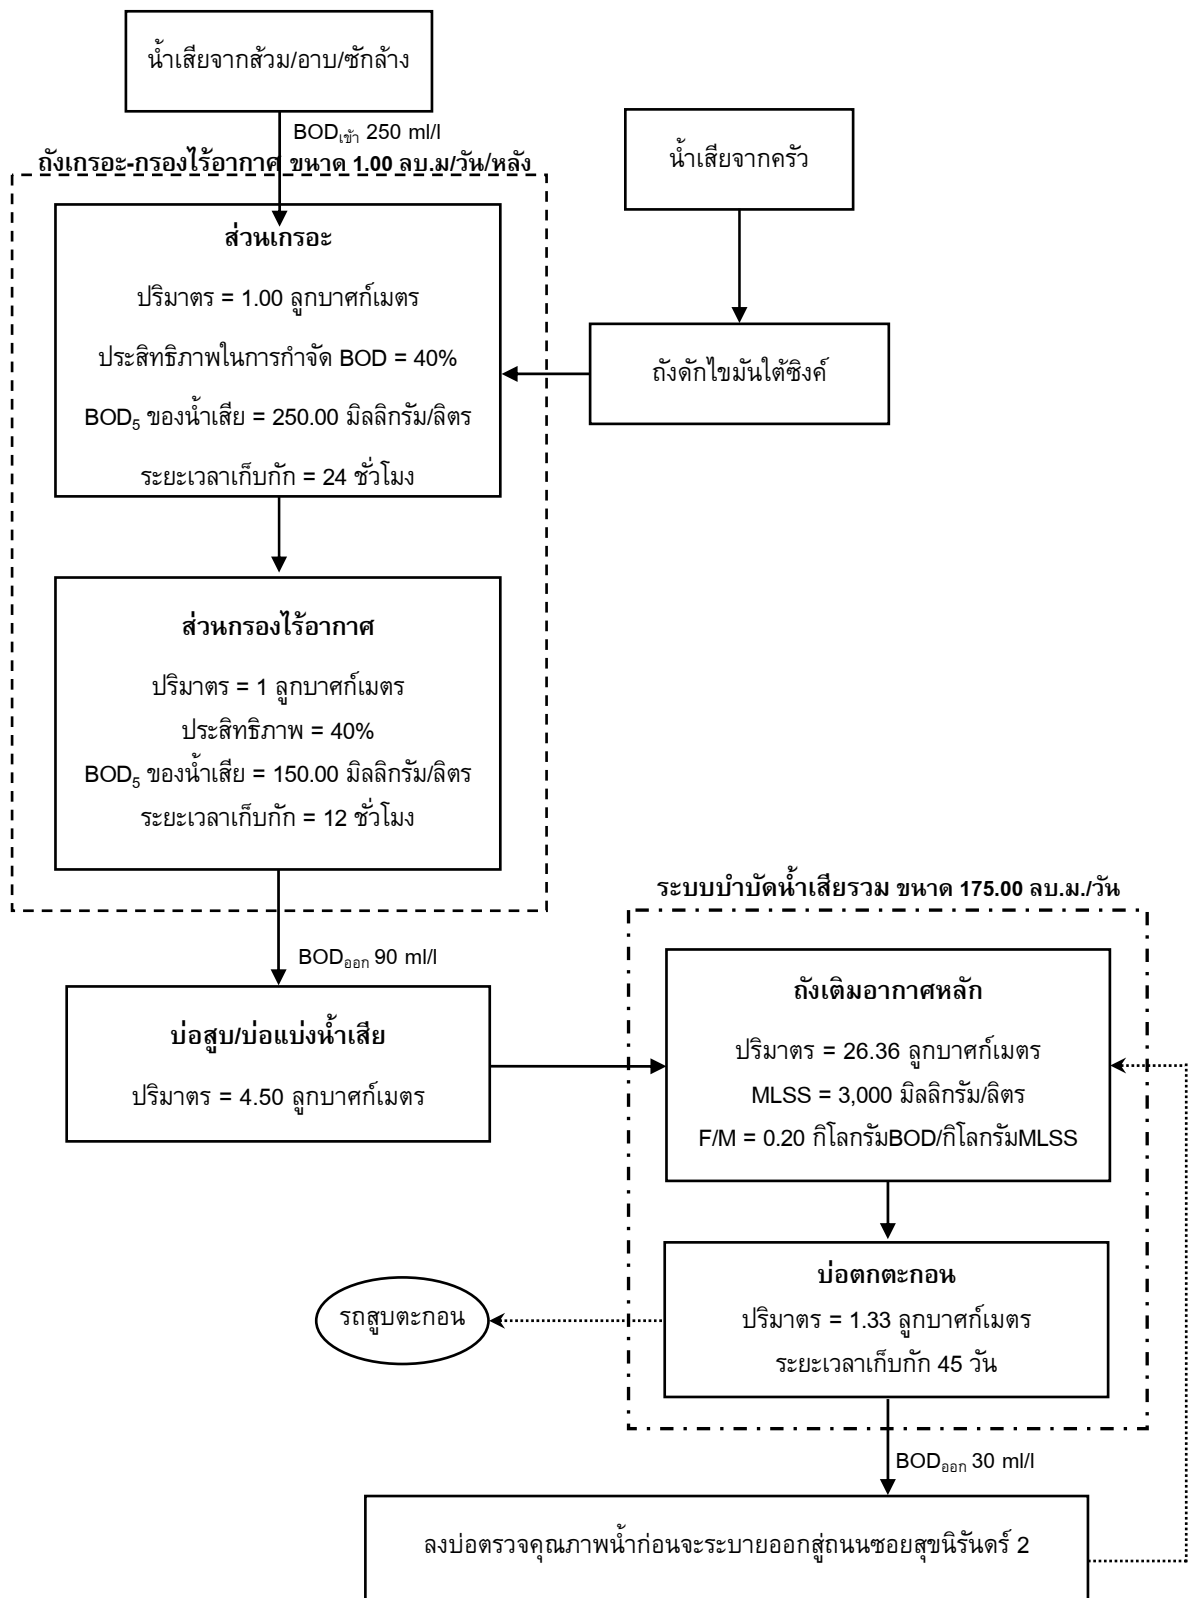 น้ำเสียจากส้วม/อาบ/ซักล้าง
BODเข้า 250 ml/l
น้ำเสียจากครัว
ถังเกรอะ-กรองไร้อากาศ ขนาด 1.00 ลบ.ม/วัน/หลัง
ส่วนเกรอะ
ปริมาตร = 1.00 ลูกบาศก์เมตร
ประสิทธิภาพในการกำจัด BOD = 40%
BOD5 ของน้ำเสีย = 250.00 มิลลิกรัม/ลิตร
ระยะเวลาเก็บกัก = 24 ชั่วโมง
ถังดักไขมันใต้ซิงค์
ส่วนกรองไร้อากาศ
ปริมาตร = 1 ลูกบาศก์เมตร
ประสิทธิภาพ = 40%
BOD5 ของน้ำเสีย = 150.00 มิลลิกรัม/ลิตร
ระยะเวลาเก็บกัก = 12 ชั่วโมง
BODออก 90 ml/l
บ่อสูบ/บ่อแบ่งน้ำเสีย
ปริมาตร = 4.50 ลูกบาศก์เมตร
ระบบบำบัดน้ำเสียรวม ขนาด 175.00 ลบ.ม./วัน
ถังเติมอากาศหลัก
ปริมาตร = 26.36 ลูกบาศก์เมตร
MLSS = 3,000 มิลลิกรัม/ลิตร
F/M = 0.20 กิโลกรัมBOD/กิโลกรัมMLSS
บ่อตกตะกอน
ปริมาตร = 1.33 ลูกบาศก์เมตร
ระยะเวลาเก็บกัก 45 วัน
รถสูบตะกอน
BODออก 30 ml/l
ลงบ่อตรวจคุณภาพน้ำก่อนจะระบายออกสู่ถนนซอยสุขนิรันดร์ 2